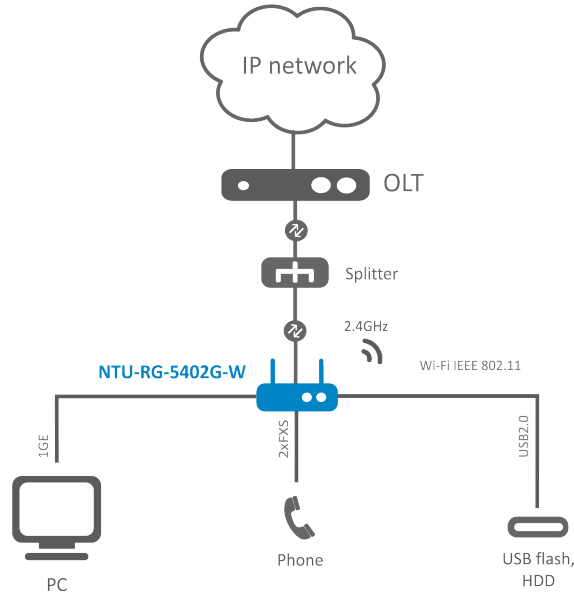 IP network
OLT
Splitter
2.4GHz
Wi-Fi IEEE 802.11
NTU-RG-5402G-W
1GE
2xFXS
USB2.0
PC
Phone
USB flash,
HDD